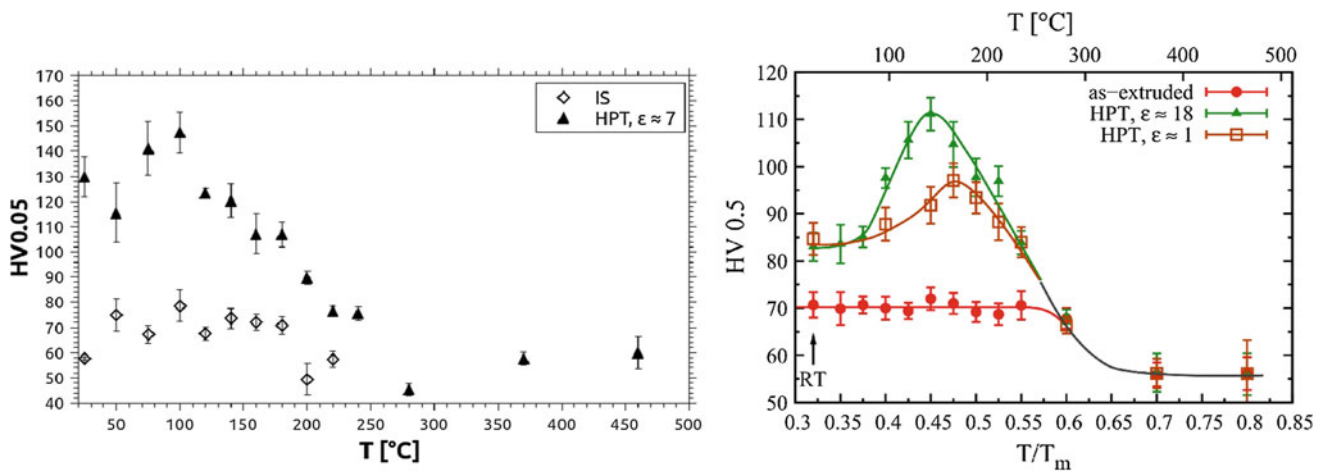 170
160
150
140
130
120
110
100
90
80
70
60
50
40
HV0.05
IS
HPT, ε ≈ 7
50 100 150 200 250 300 350 400 450 500
T [°C]
T [°C]
100 200 300 400 500
120
110
100
90
80
70
60
50
HV 0.5
as−extruded
HPT, ε ≈ 18
HPT, ε ≈ 1
RT
0.3 0.35 0.4 0.45 0.5 0.55 0.6 0.65 0.7 0.75 0.8 0.85
T/Tₘ